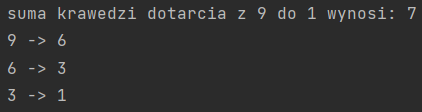 suma krawedzi dotarcia z 9 do 1 wynosi: 7
9 -> 6
6 -> 3
3 -> 1